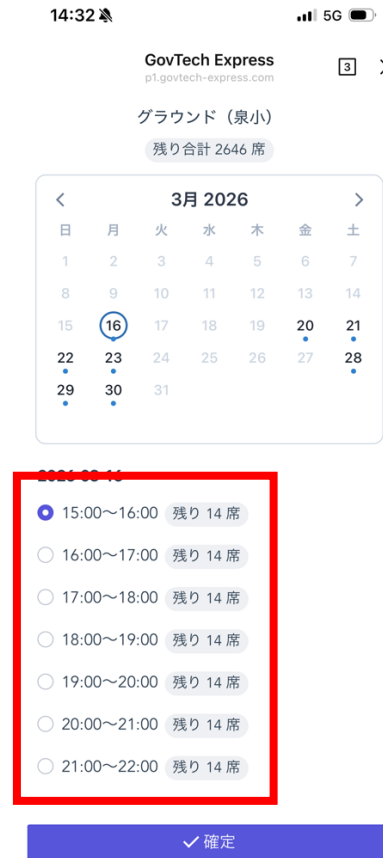 14:32 5G
GovTech Express
p1.govtech-express.com
3
グラウンド（泉小）
残り合計 2646 席
3月 2026
日 月 火 水 木 金 土
1 2 3 4 5 6 7
8 9 10 11 12 13 14
15 16 17 18 19 20 21
22 23 24 25 26 27 28
29 30 31
2026-03-16
15:00〜16:00 残り 14 席
16:00〜17:00 残り 14 席
17:00〜18:00 残り 14 席
18:00〜19:00 残り 14 席
19:00〜20:00 残り 14 席
20:00〜21:00 残り 14 席
21:00〜22:00 残り 14 席
確定